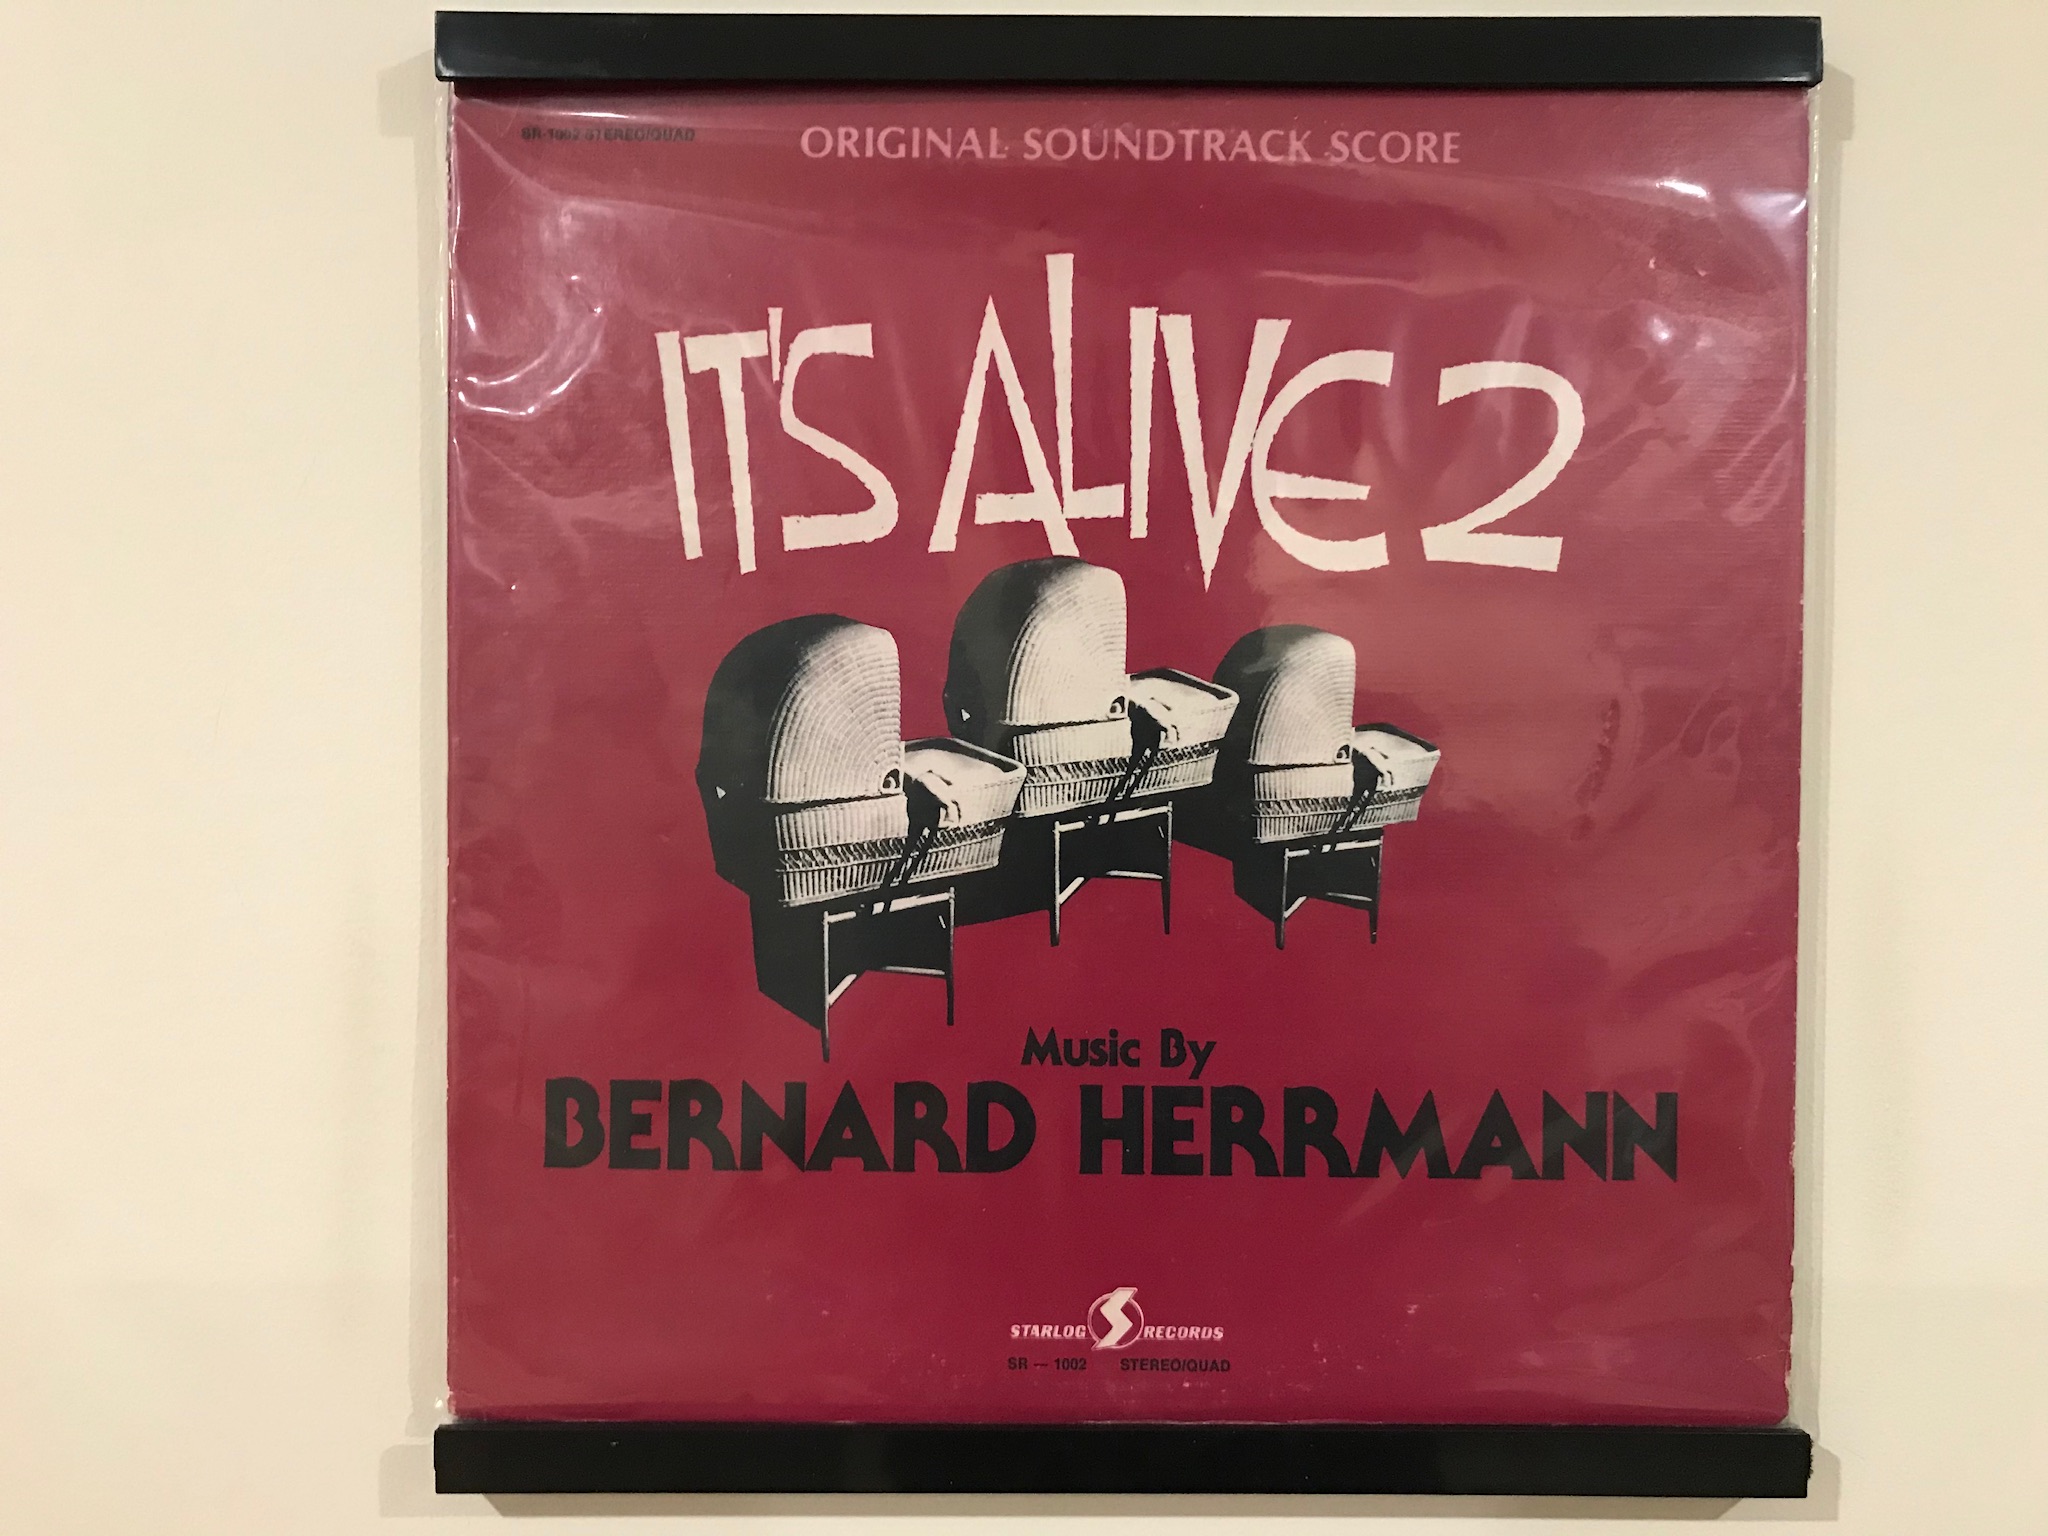 SR-1002 STEREO/QUAD
ORIGINAL SOUNDTRACK SCORE
IT'S ALIVE 2
Music By
BERNARD HERRMANN
STARLOG RECORDS
SR — 1002 STEREO/QUAD